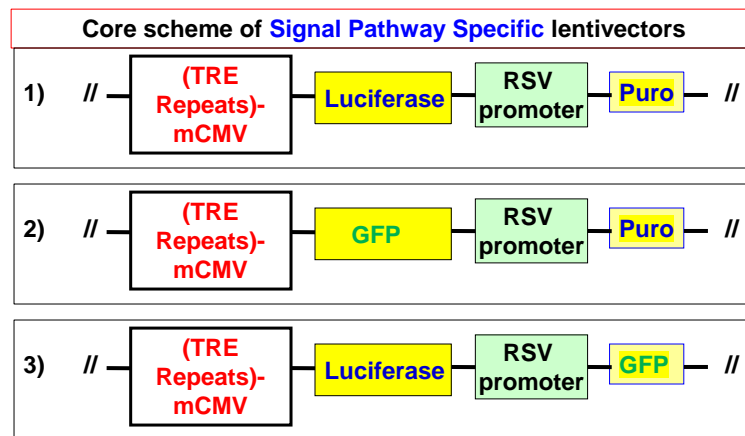 Core scheme of Signal Pathway Specific lentivectors
1) // (TRE Repeats)-mCMV Luciferase RSV promoter Puro //
2) // (TRE Repeats)-mCMV GFP RSV promoter Puro //
3) // (TRE Repeats)-mCMV Luciferase RSV promoter GFP //